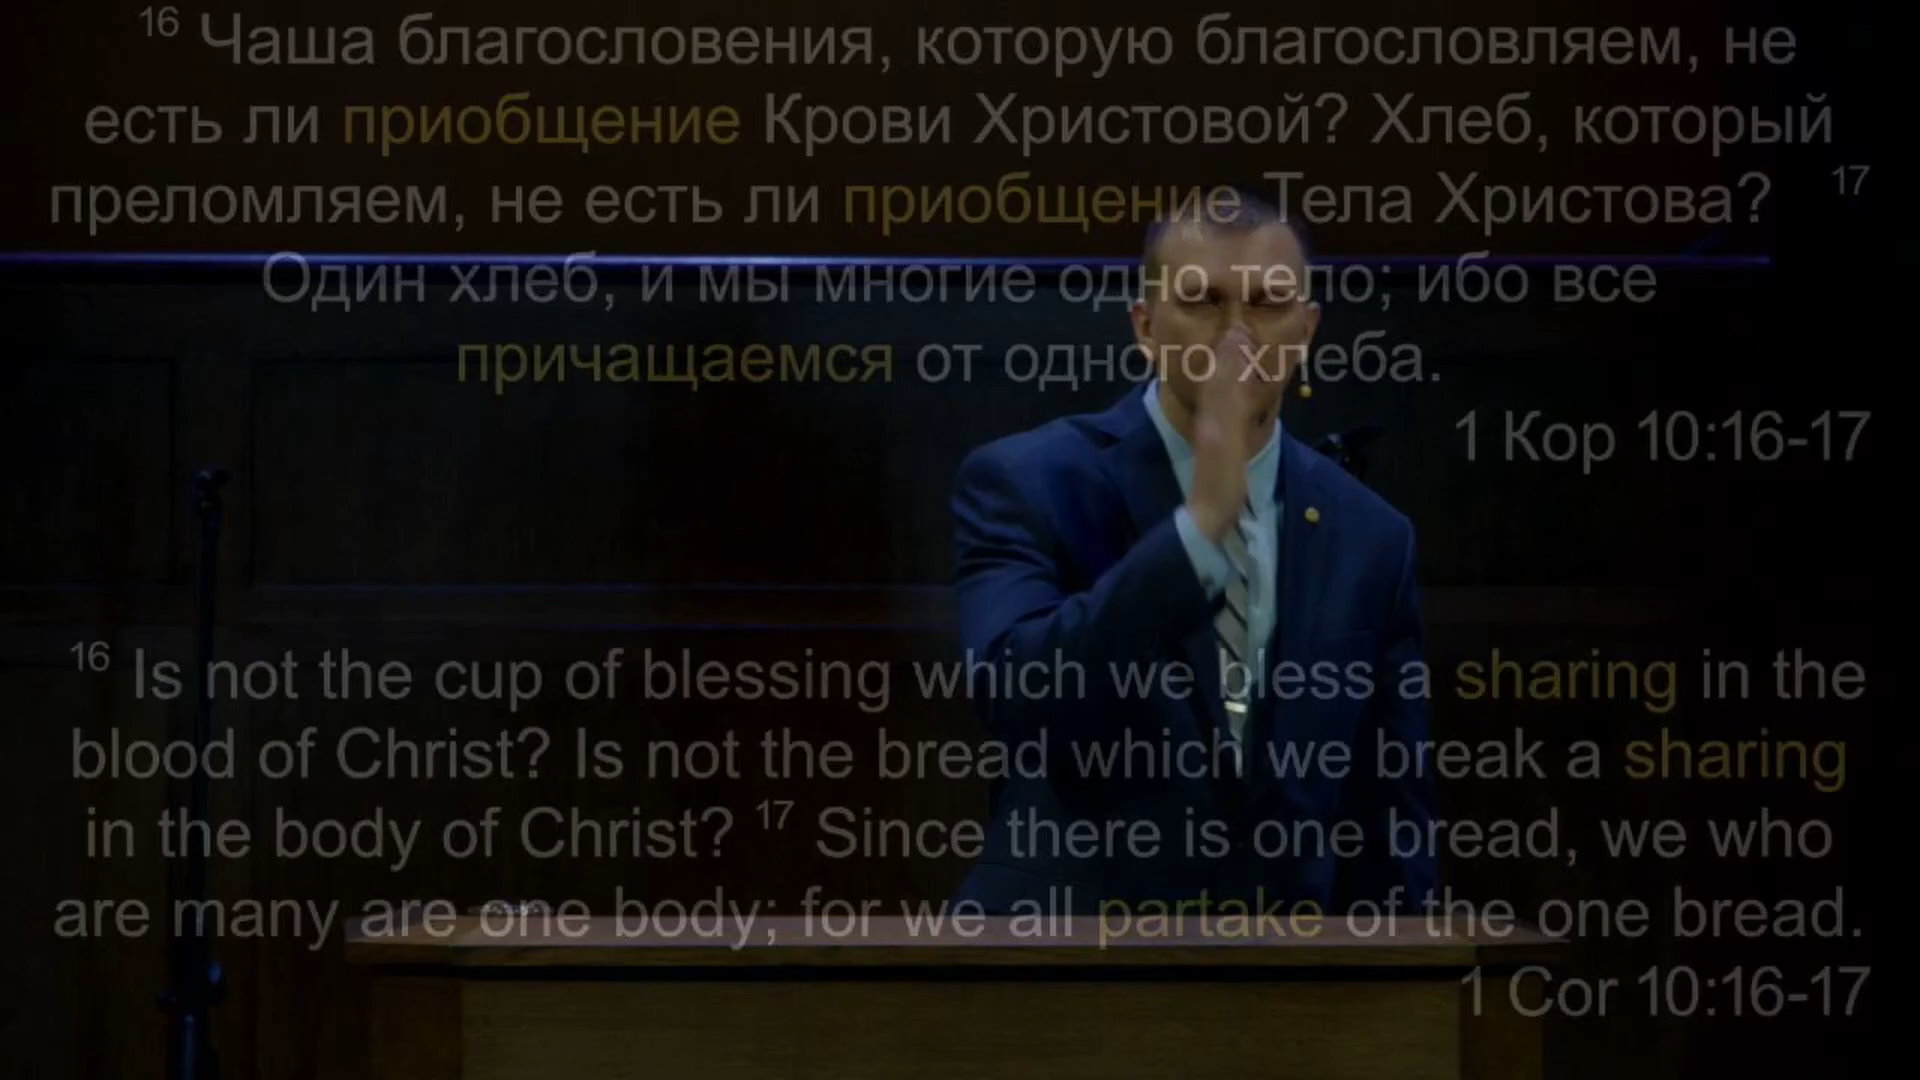 16 Чаша благословения, которую благословляем, не
есть ли приобщение Крови Христовой? Хлеб, который
преломляем, не есть ли приобщение Тела Христова? 17
Один хлеб, и мы многие одно тело; ибо все
причащаемся от одного хлеба.
1 Кор 10:16-17
16 Is not the cup of blessing which we bless a sharing in the
blood of Christ? Is not the bread which we break a sharing
in the body of Christ? 17 Since there is one bread, we who
are many are one body; for we all partake of the one bread.
1 Cor 10:16-17